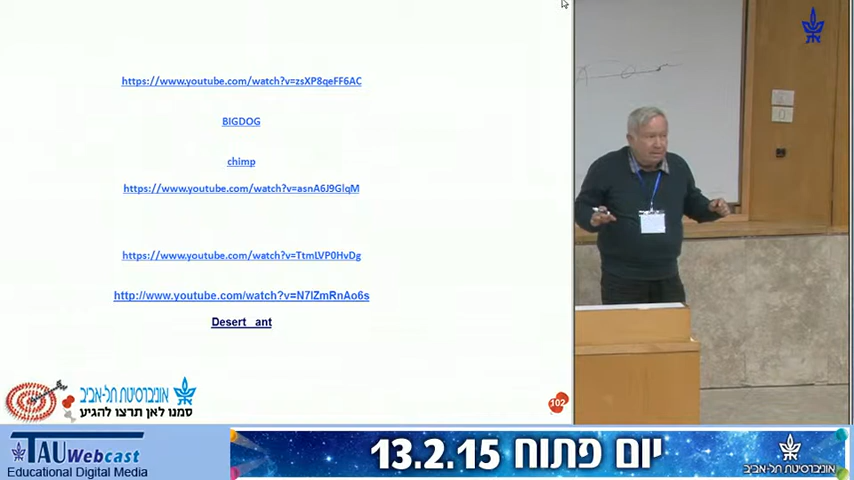 https://www.youtube.com/watch?v=zsXP8qeFF6AC
BIGDOG
chimp
https://www.youtube.com/watch?v=asnA6J9GlqM
https://www.youtube.com/watch?v=TtmLVP0HvDg
http://www.youtube.com/watch?v=N7IZmRnAo6s
Desert ant
אוניברסיטת תל-אביב
סמנו לאן תרצו להגיע
102
TAU Webcast
Educational Digital Media
יום פתוח 13.2.15
אוניברסיטת תל-אביב